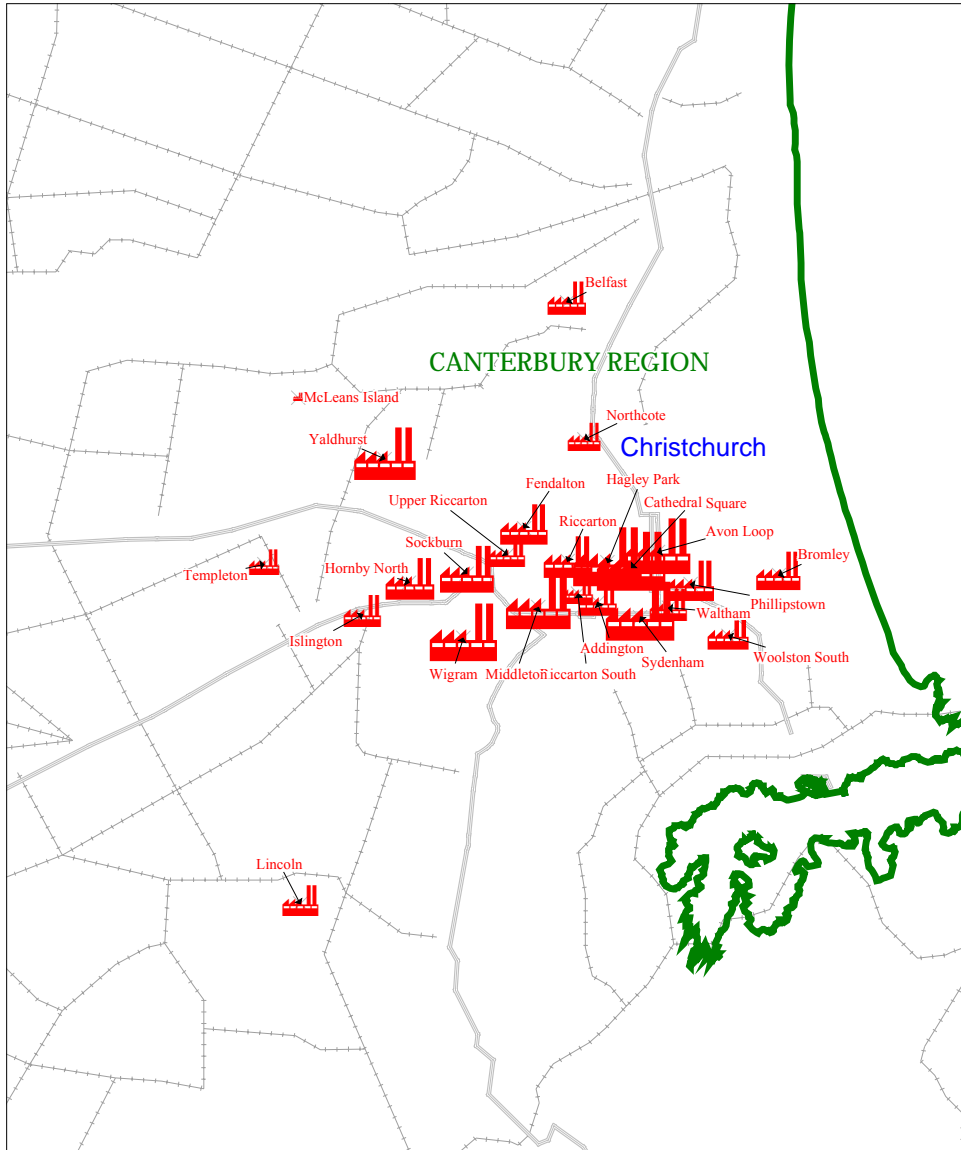 Belfast
CANTERBURY REGION
McLeans Island
Northcote
Yaldhurst
Christchurch
Hagley Park
Fendalton
Cathedral Square
Upper Riccarton
Riccarton
Avon Loop
Sockburn
Bromley
Hornby North
Templeton
Phillipstown
Waltham
Islington
Addington
Woolston South
Sydenham
Wigram
Middleton
Riccarton South
Lincoln